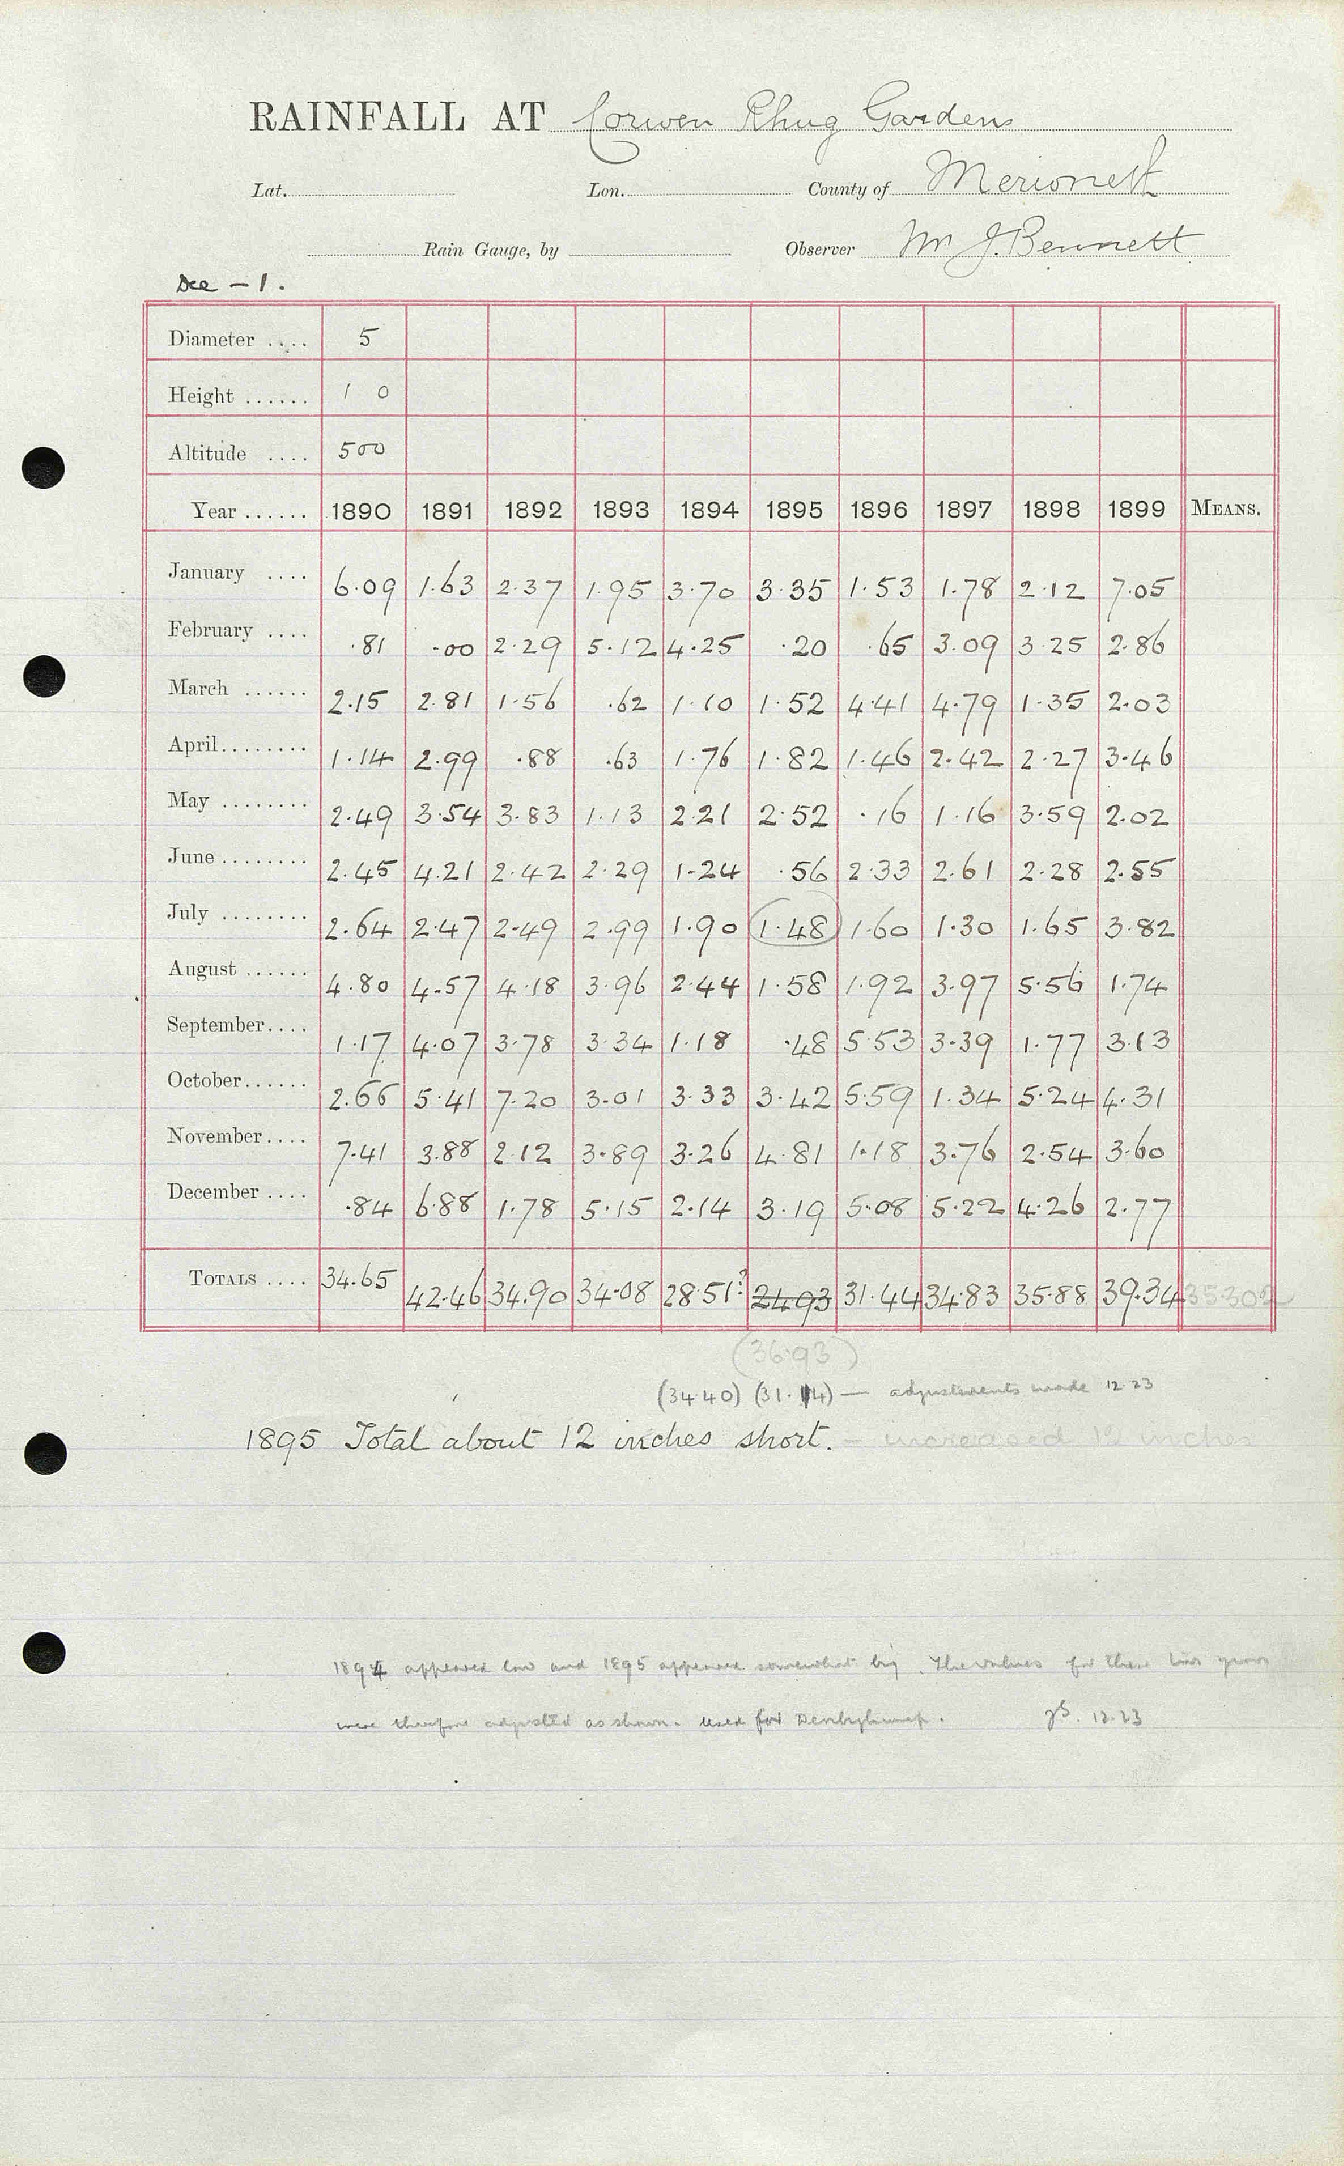 RAINFALL AT Corwen Rhug Gardens
Lat. Lon. County of Merioneth
Rain Gauge, by Observer Mr J. Bennett
Dee - 1.
Diameter .... 5
Height ...... 1 0
Altitude .... 500
Year ...... 1890 1891 1892 1893 1894 1895 1896 1897 1898 1899 MEANS.
January .... 6.09 1.63 2.37 1.95 3.70 3.35 1.53 1.78 2.12 7.05
February .... .81 .00 2.29 5.12 4.25 .20 .65 3.09 3.25 2.86
March ...... 2.15 2.81 1.56 .62 1.10 1.52 4.41 4.79 1.35 2.03
April........ 1.14 2.99 .88 .63 1.76 1.82 1.46 2.42 2.27 3.46
May ........ 2.49 3.54 3.83 1.13 2.21 2.52 .16 1.16 3.59 2.02
June ........ 2.45 4.21 2.42 2.29 1.24 .56 2.33 2.61 2.28 2.55
July ........ 2.64 2.47 2.49 2.99 1.90 1.48 1.60 1.30 1.65 3.82
August ...... 4.80 4.57 4.18 3.96 2.44 1.58 1.92 3.97 5.56 1.74
September.... 1.17 4.07 3.78 3.34 1.18 .48 5.53 3.39 1.77 3.13
October...... 2.66 5.41 7.20 3.01 3.33 3.42 5.59 1.34 5.24 4.31
November.... 7.41 3.88 2.12 3.89 3.26 4.81 1.18 3.76 2.54 3.60
December .... .84 6.88 1.78 5.15 2.14 3.19 5.08 5.22 4.26 2.77
TOTALS .... 34.65 42.46 34.90 34.08 28.51? 24.93 31.44 34.83 35.88 39.34 35.302
(36.93)
(34.40) (31.14) — adjustments made 12.23
1895 Total about 12 inches short. - increased 12 inches
1894 appeared low and 1895 appeared somewhat big. The values for these two years
were therefore adjusted as shown. Used for map. 12.23